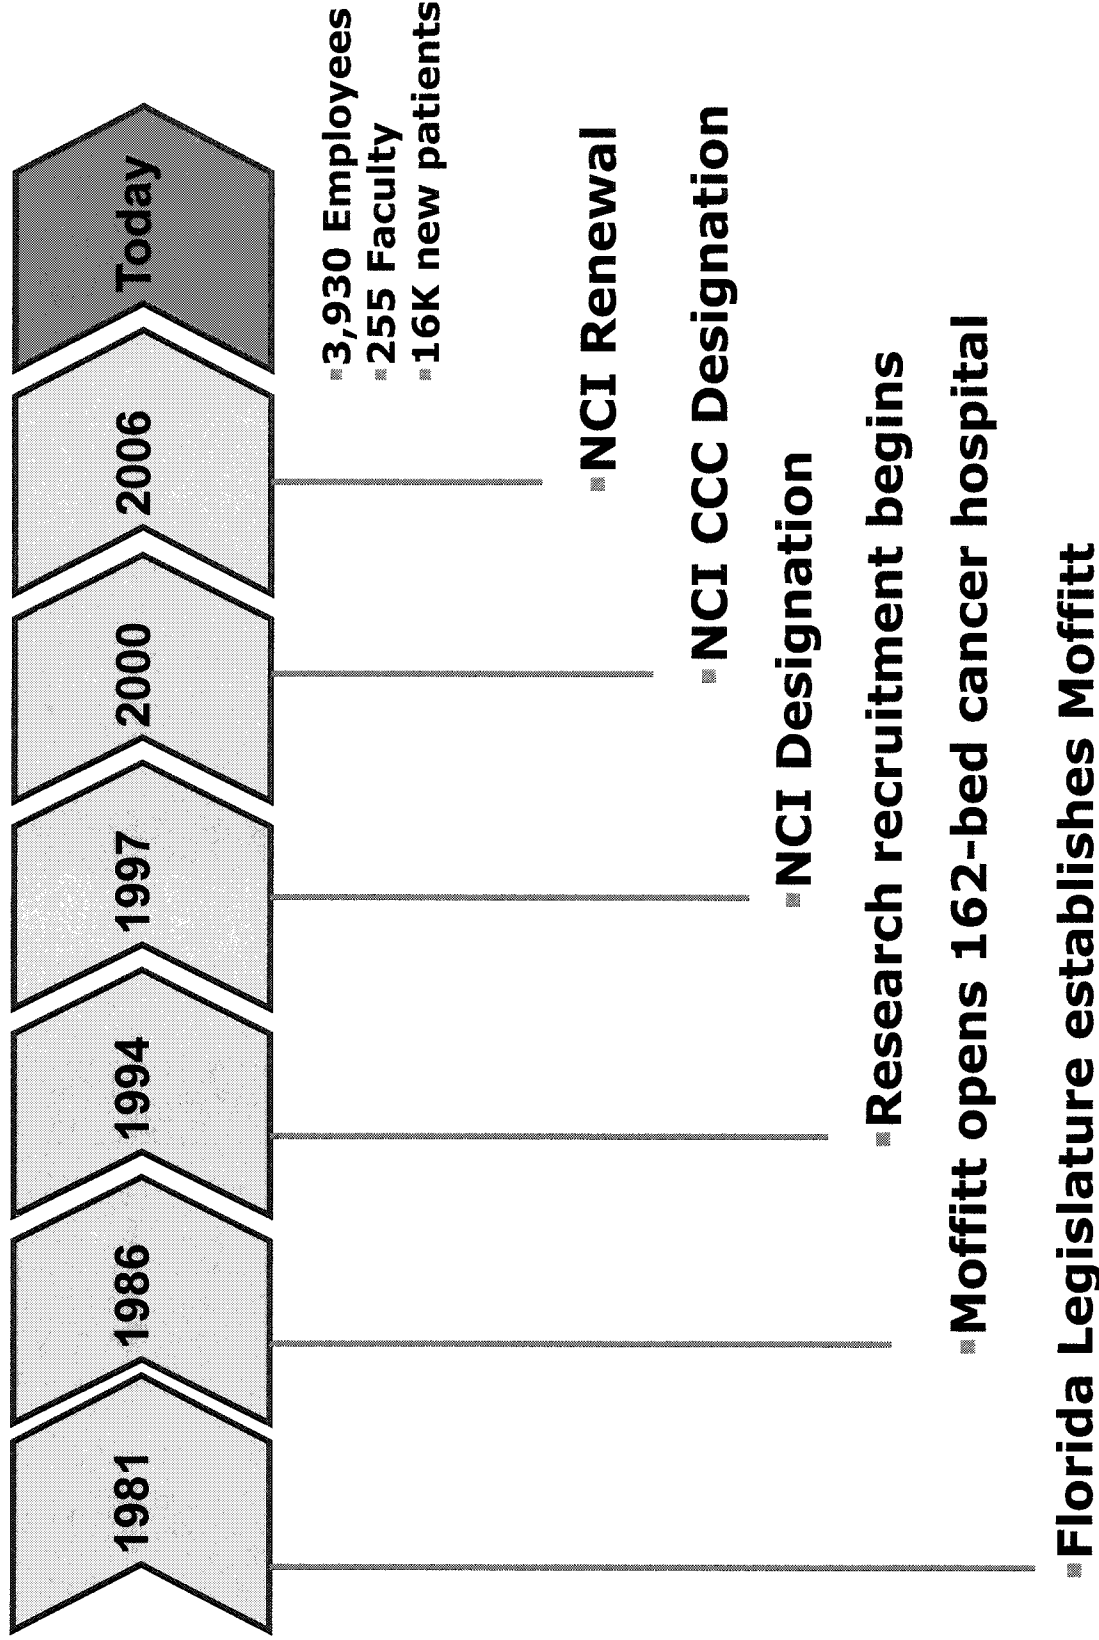 1981
1986
1994
1997
2000
2006
Today
▪3,930 Employees
▪255 Faculty
▪16K new patients
▪NCI Renewal
▪NCI CCC Designation
▪NCI Designation
▪Research recruitment begins
▪Moffitt opens 162-bed cancer hospital
▪Florida Legislature establishes Moffitt